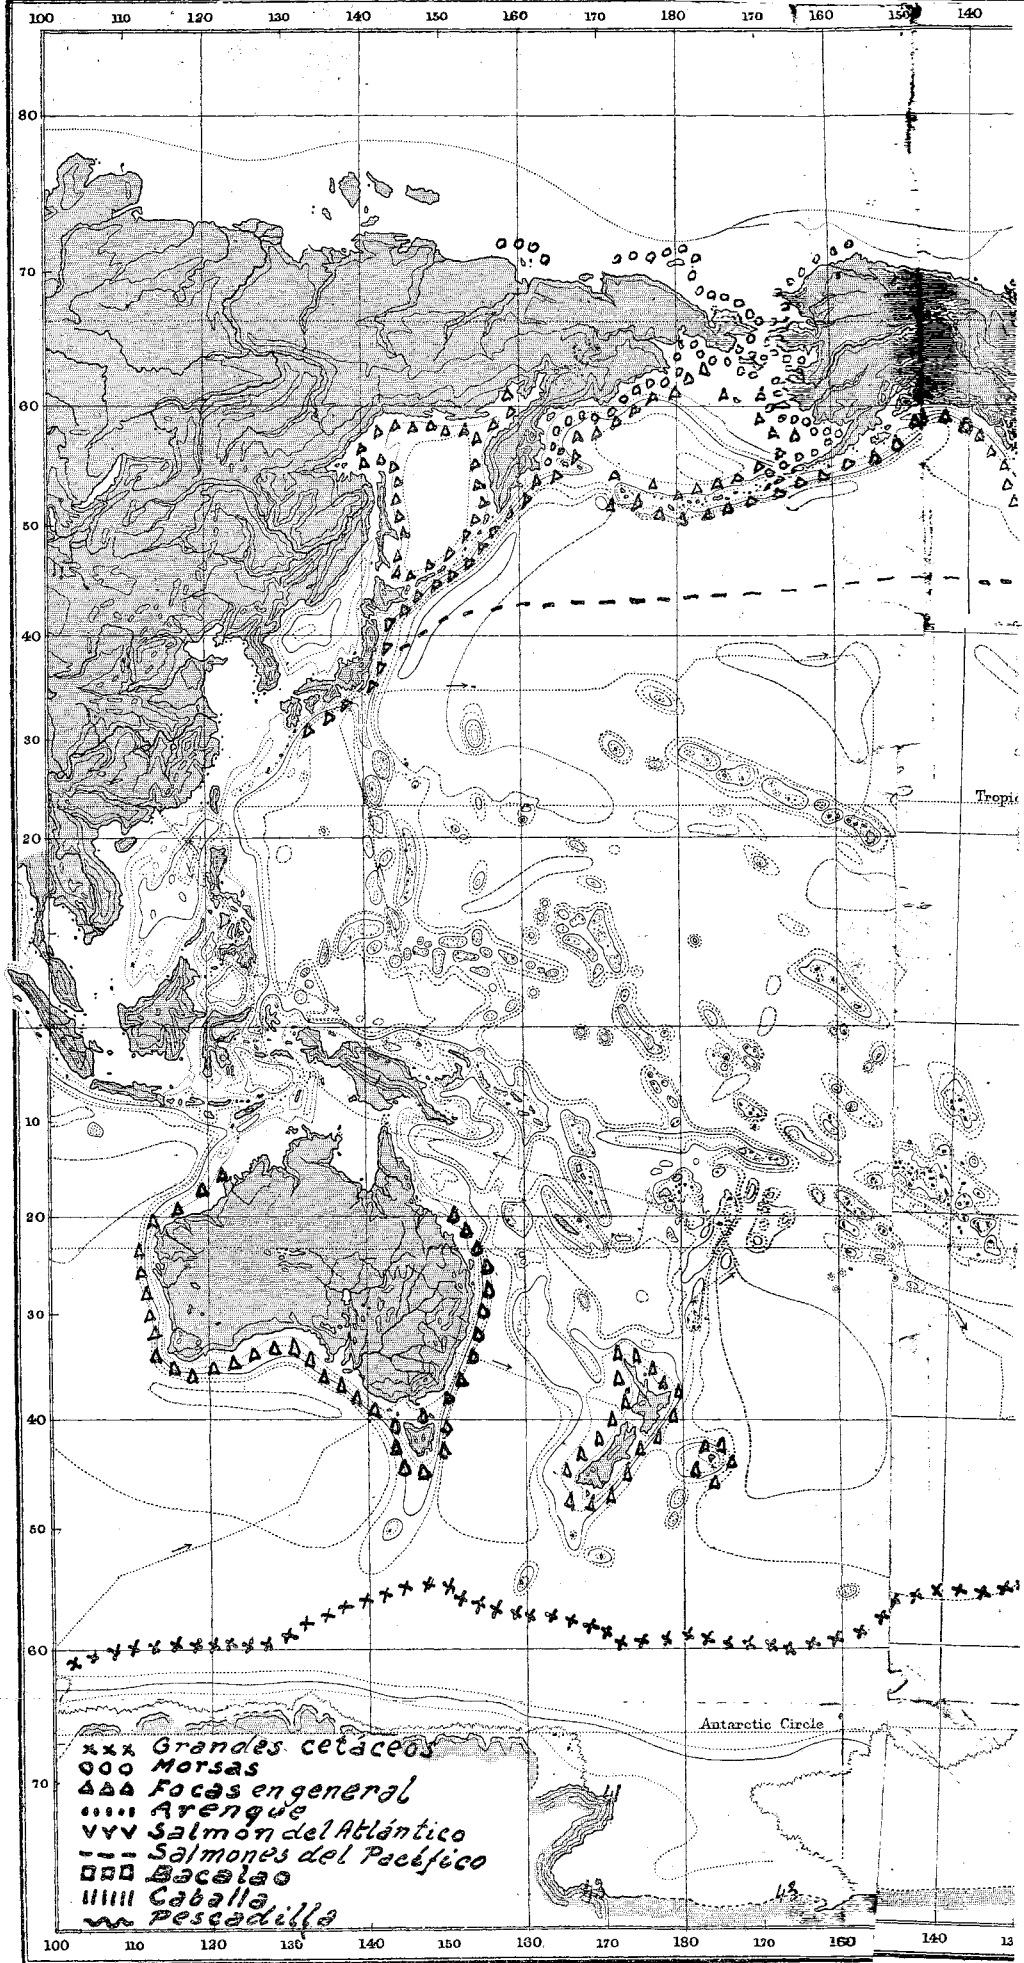 100 110 120 130 140 150 160 170 180 170 160 150 140
80
70
60
50
40
30
Tropic
20
10
20
30
40
50
60
Antarctic Circle
70
xxx Grandes cetáceos
ooo Morsas
ΔΔΔ Focas en general
••••• Arenque
vvv Salmón del Atlántico
--- Salmones del Pacífico
□□□ Bacalao
|||||| Caballa
Pescadilla
100 110 120 130 140 150 130 170 180 170 160 140 13